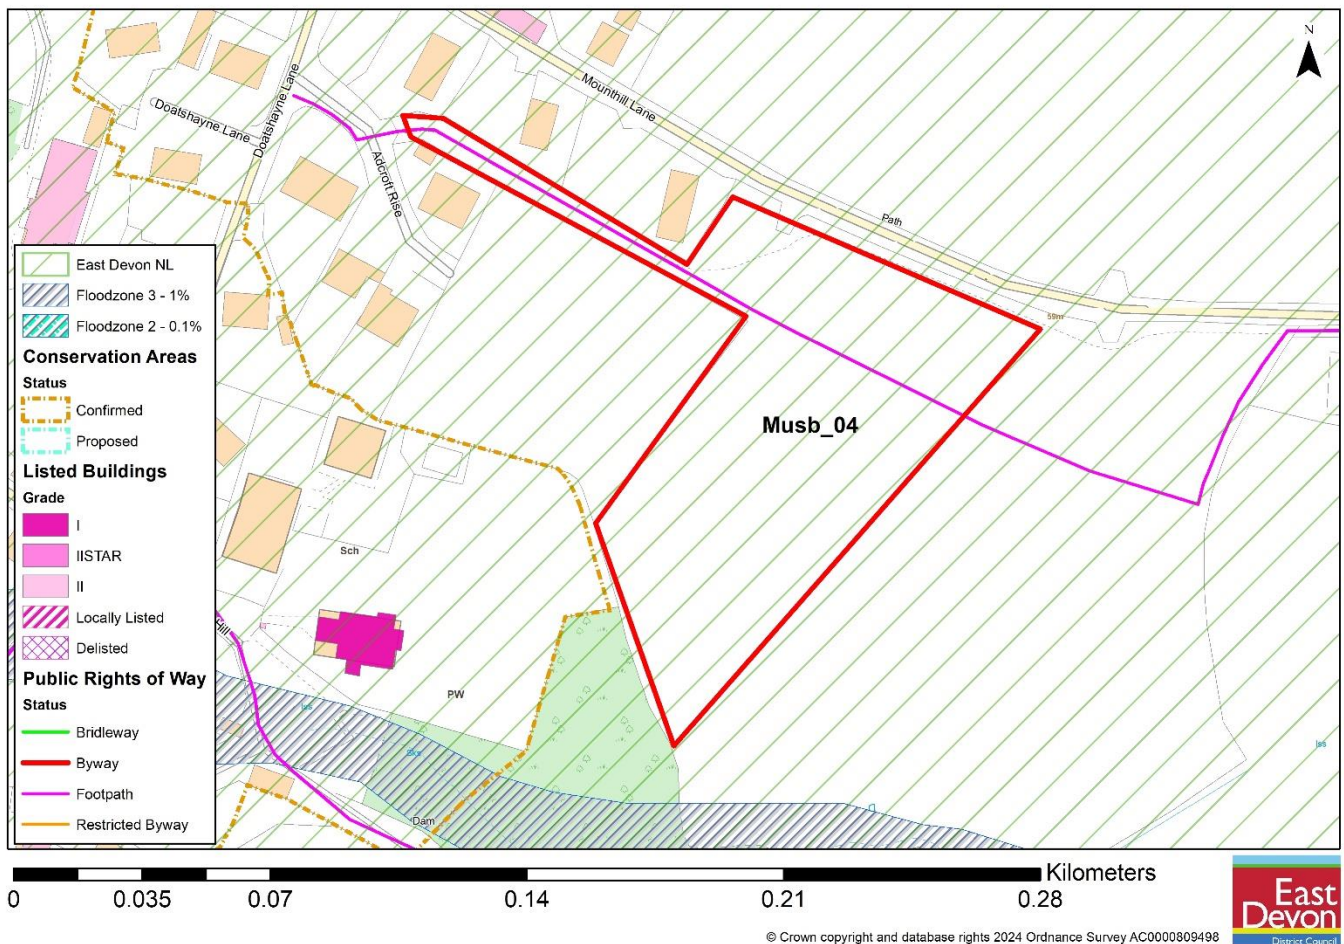 N
Doatshayne Lane
Doatshayne Lane
Mounthill Lane
Adcroft Rise
Path
59m
Musb_04
Sch
PW
Hill
Iss
Sks
Dam
Iss
East Devon NL
Floodzone 3 - 1%
Floodzone 2 - 0.1%
Conservation Areas
Status
Confirmed
Proposed
Listed Buildings
Grade
I
IISTAR
II
Locally Listed
Delisted
Public Rights of Way
Status
Bridleway
Byway
Footpath
Restricted Byway
Kilometers
0 0.035 0.07 0.14 0.21 0.28
East
Devon
District Council
© Crown copyright and database rights 2024 Ordnance Survey AC0000809498